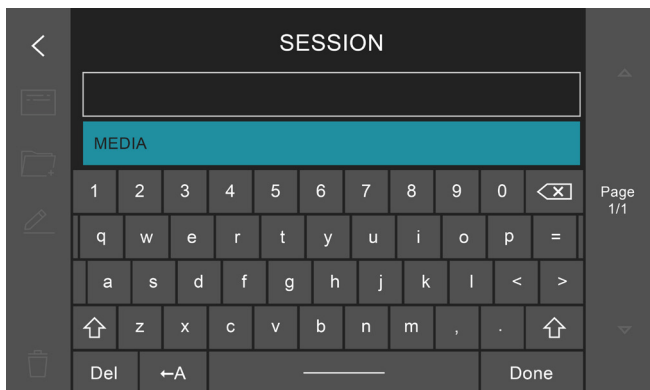 SESSION
MEDIA
1 2 3 4 5 6 7 8 9 0
Page
1/1
q w e r t y u i o p =
a s d f g h j k l < >
z x c v b n m , .
Del ←A Done